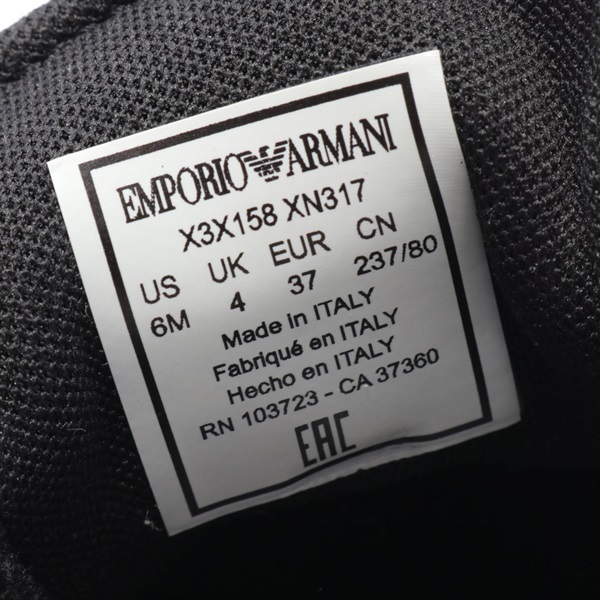 EMPORIO ARMANI
X3X158 XN317
US UK EUR CN
6M 4 37 237/80
Made in ITALY
Fabriqué en ITALY
Hecho en ITALY
RN 103723 - CA 37360
EAC